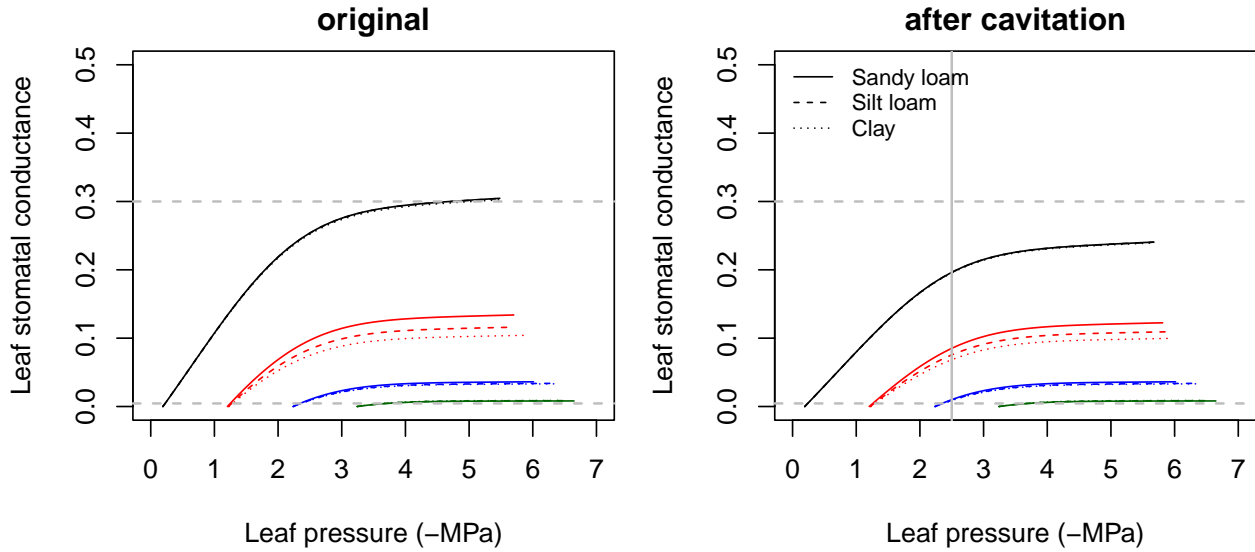 original
Leaf stomatal conductance
0.0 0.1 0.2 0.3 0.4 0.5
0 1 2 3 4 5 6 7
Leaf pressure (−MPa)
after cavitation
Leaf stomatal conductance
0.0 0.1 0.2 0.3 0.4 0.5
Sandy loam
Silt loam
Clay
0 1 2 3 4 5 6 7
Leaf pressure (−MPa)